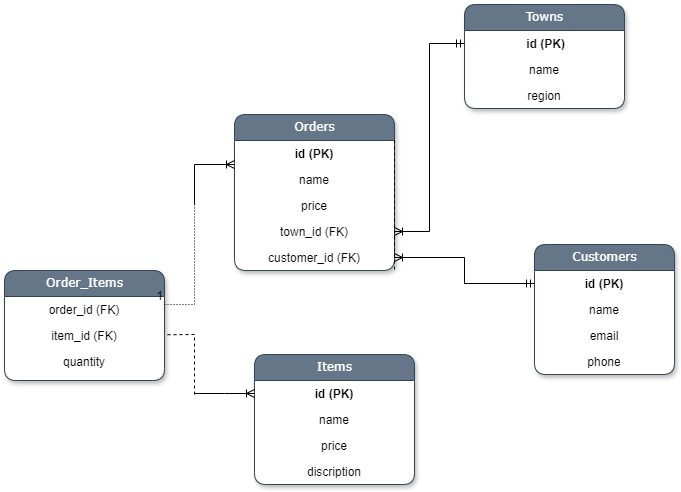 Towns
id (PK)
name
region
Orders
id (PK)
name
price
town_id (FK)
customer_id (FK)
Customers
id (PK)
name
email
phone
Order_Items
1
order_id (FK)
item_id (FK)
quantity
Items
id (PK)
name
price
discription